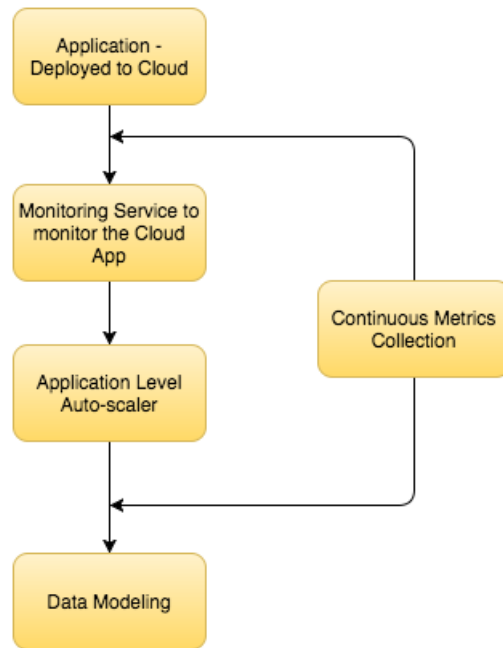 Application -
Deployed to Cloud
Monitoring Service to
monitor the Cloud
App
Continuous Metrics
Collection
Application Level
Auto-scaler
Data Modeling